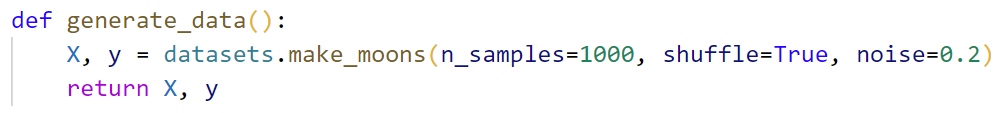 def generate_data():
    X, y = datasets.make_moons(n_samples=1000, shuffle=True, noise=0.2)
    return X, y